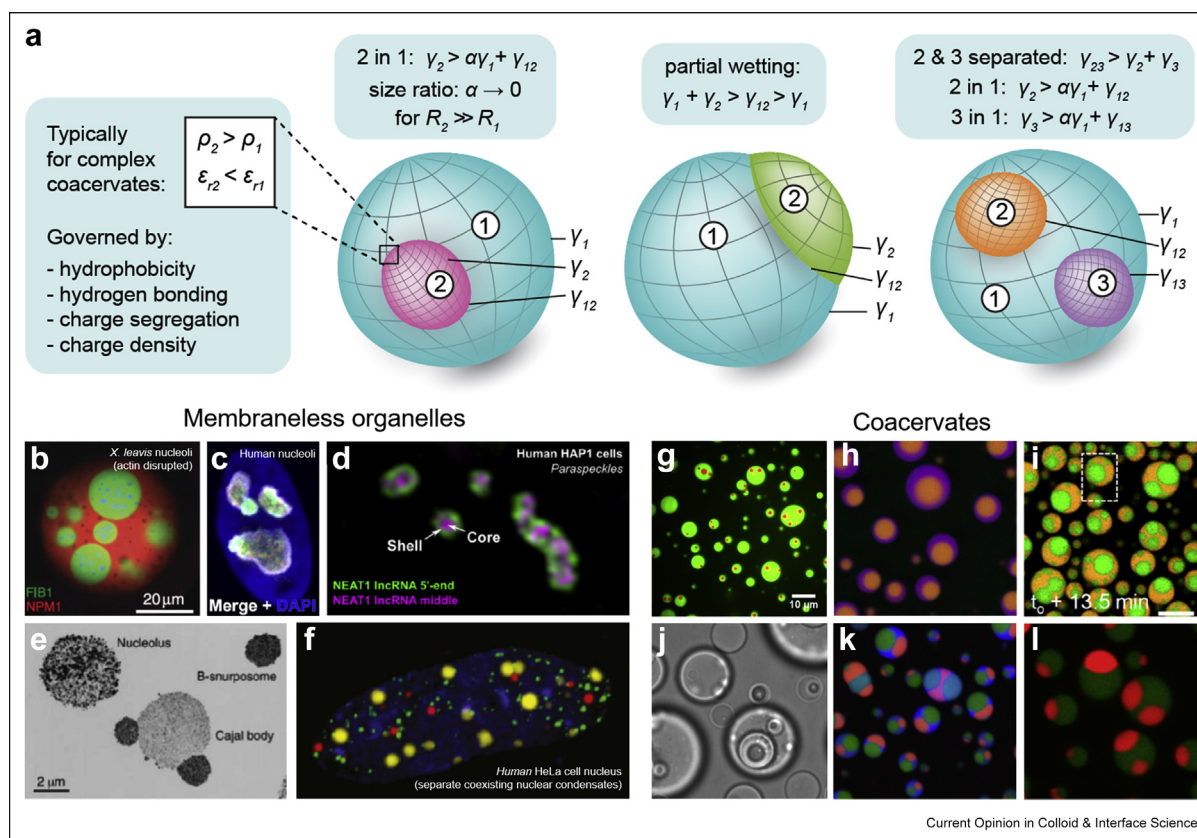 a
2 in 1: γ2 > αγ1 + γ12
size ratio: α → 0
for R2 ≫ R1
partial wetting:
γ1 + γ2 > γ12 > γ1
2 & 3 separated: γ23 > γ2 + γ3
2 in 1: γ2 > αγ1 + γ12
3 in 1: γ3 > αγ1 + γ13
Typically
for complex
coacervates:
ρ2 > ρ1
εr2 < εr1
Governed by:
- hydrophobicity
- hydrogen bonding
- charge segregation
- charge density
1
2
γ1
γ2
γ12
1
2
γ2
γ12
γ1
2
1
3
γ1
γ12
γ13
Membraneless organelles
Coacervates
b
X. leavis nucleoli
(actin disrupted)
FIB1
NPM1
20 μm
c
Human nucleoli
Merge + DAPI
d
Human HAP1 cells
Paraspeckles
Shell
Core
NEAT1 lncRNA 5'-end
NEAT1 lncRNA middle
g
10 μm
h
i
t0 + 13.5 min
e
Nucleolus
B-snurposome
Cajal body
2 μm
f
Human HeLa cell nucleus
(separate coexisting nuclear condensates)
j
k
l
Current Opinion in Colloid & Interface Science